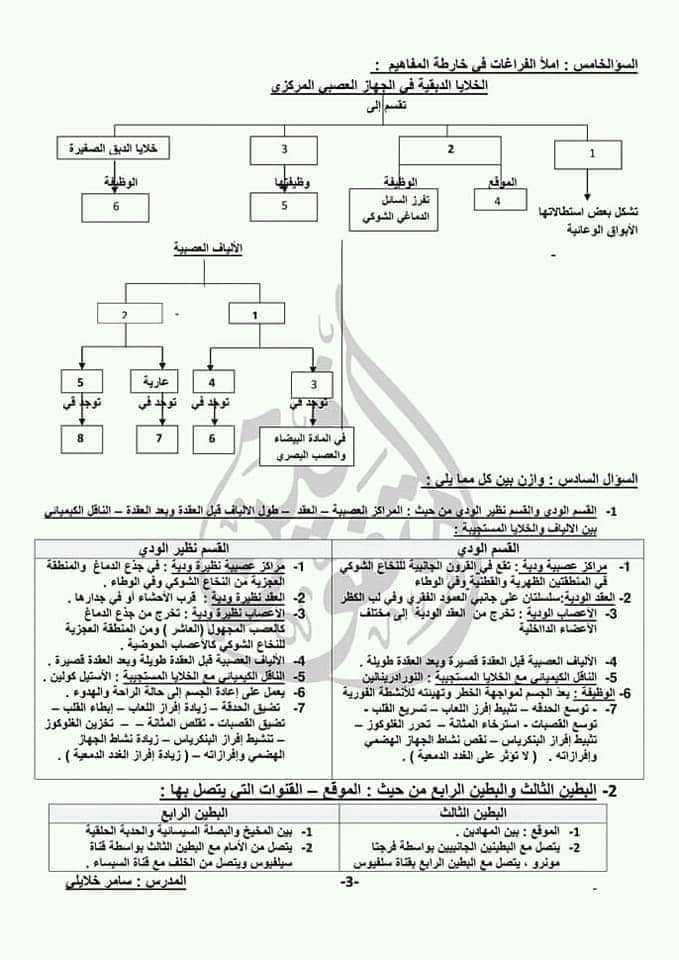 السؤالخامس : املأ الفراغات في خارطة المفاهيم :
الخلايا الدبقية في الجهاز العصبي المركزي
تقسم إلى
1
2
3
خلايا الدبق الصغيرة
الموقع
الوظيفة
وظيفتها
الوظيفة
تشكل بعض استطالاتها
الأبواق الوعائية
4
تفرز السائل
الدماغي الشوكي
5
6
الألياف العصبية
1
2
3
4
عارية
5
توجد في
توجد في
توجد في
توجد في
في المادة البيضاء
والعصب البصري
6
7
8
السؤال السادس : وازن بين كل مما يلي :
1- القسم الودي والقسم نظير الودي من حيث : المراكز العصبية – العقد – طول الالياف قبل العقدة وبعد العقدة – الناقل الكيميائي
بين الالياف والخلايا المستجيبة :
القسم الودي
1- مراكز عصبية ودية : تقع في القرون الجانبية للنخاع الشوكي
في المنطقتين الظهرية والقطنية وفي الوطاء
2- العقد الودية:سلسلتان على جانبي العمود الفقري وفي لب الكظر
3- الأعصاب الودية : تخرج من العقد الودية إلى مختلف
الأعضاء الداخلية
4- الألياف العصبية قبل العقدة قصيرة وبعد العقدة طويلة .
5- الناقل الكيميائي مع الخلايا المستجيبة : النورادرينالين
6- الوظيفة : يعدّ الجسم لمواجهة الخطر وتهيئته للأنشطة الفورية
7- - توسع الحدقه – تثبيط إفرز اللعاب – تسريع القلب -
توسع القصبات - استرخاء المثانة – تحرر الغلوكوز –
تثبيط إفراز البنكرياس – نقص نشاط الجهاز الهضمي
وإفرازاته . ( لا تؤثر على الغدد الدمعية ) .
القسم نظير الودي
1- مراكز عصبية نظيرة ودية : في جذع الدماغ والمنطقة
العجزية من النخاع الشوكي وفي الوطاء .
2- العقد نظيرة ودية : قرب الأحشاء أو في جدارها .
3- الأعصاب نظيرة ودية : تخرج من جذع الدماغ
كالعصب المجهول (العاشر ) ومن المنطقة العجزية
للنخاع الشوكي كالأعصاب الحوضية .
4- الألياف العصبية قبل العقدة طويلة وبعد العقدة قصيرة .
5- الناقل الكيميائي مع الخلايا المستجيبة : الأستيل كولين .
6- يعمل على إعادة الجسم إلى حالة الراحة والهدوء .
7- تضيق الحدقة – زيادة إفراز اللعاب – إبطاء القلب –
تضيق القصبات - تقلص المثانة – – تخزين الغلوكوز
– تنشيط إفراز البنكرياس – زيادة نشاط الجهاز
الهضمي وإفرازاته – ( زيادة إفراز الغدد الدمعية ) .
2- البطين الثالث والبطين الرابع من حيث : الموقع – القنوات التي يتصل بها :
البطين الثالث
1- الموقع : بين المهادين .
2- يتصل مع البطينين الجانبيين بواسطة فرجتا
مونرو ، يتصل مع البطين الرابع بقناة سلفيوس
البطين الرابع
1- بين المخيخ والبصلة السيسائية والحدبة الحلقية
2- يتصل من الأمام مع البطين الثالث بواسطة قناة
سيلفيوس ويتصل من الخلف مع قناة السيساء .
-3-
المدرس : سامر خلايلي